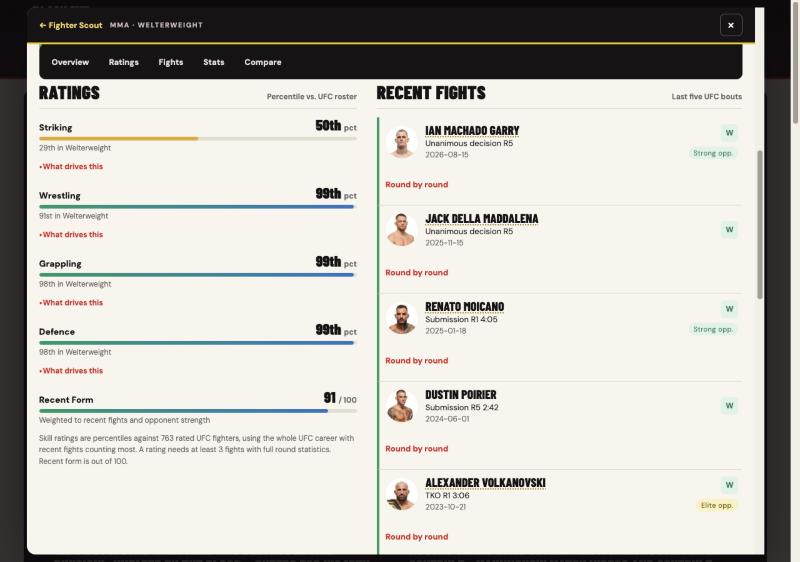 ← Fighter Scout MMA · WELTERWEIGHT ×
Overview Ratings Fights Stats Compare
RATINGS
Percentile vs. UFC roster
Striking 50th pct
29th in Welterweight
▸What drives this
Wrestling 99th pct
91st in Welterweight
▸What drives this
Grappling 99th pct
98th in Welterweight
▸What drives this
Defence 99th pct
98th in Welterweight
▸What drives this
Recent Form 91 / 100
Weighted to recent fights and opponent strength
Skill ratings are percentiles against 763 rated UFC fighters, using the whole UFC career with
recent fights counting most. A rating needs at least 3 fights with full round statistics.
Recent form is out of 100.
RECENT FIGHTS
Last five UFC bouts
IAN MACHADO GARRY W
Unanimous decision R5
2026-08-15
Strong opp.
Round by round
JACK DELLA MADDALENA
Unanimous decision R5 W
2025-11-15
Round by round
RENATO MOICANO W
Submission R1 4:05
2025-01-18
Strong opp.
Round by round
DUSTIN POIRIER
Submission R5 2:42 W
2024-06-01
Round by round
ALEXANDER VOLKANOVSKI W
TKO R1 3:06
2023-10-21
Elite opp.
Round by round